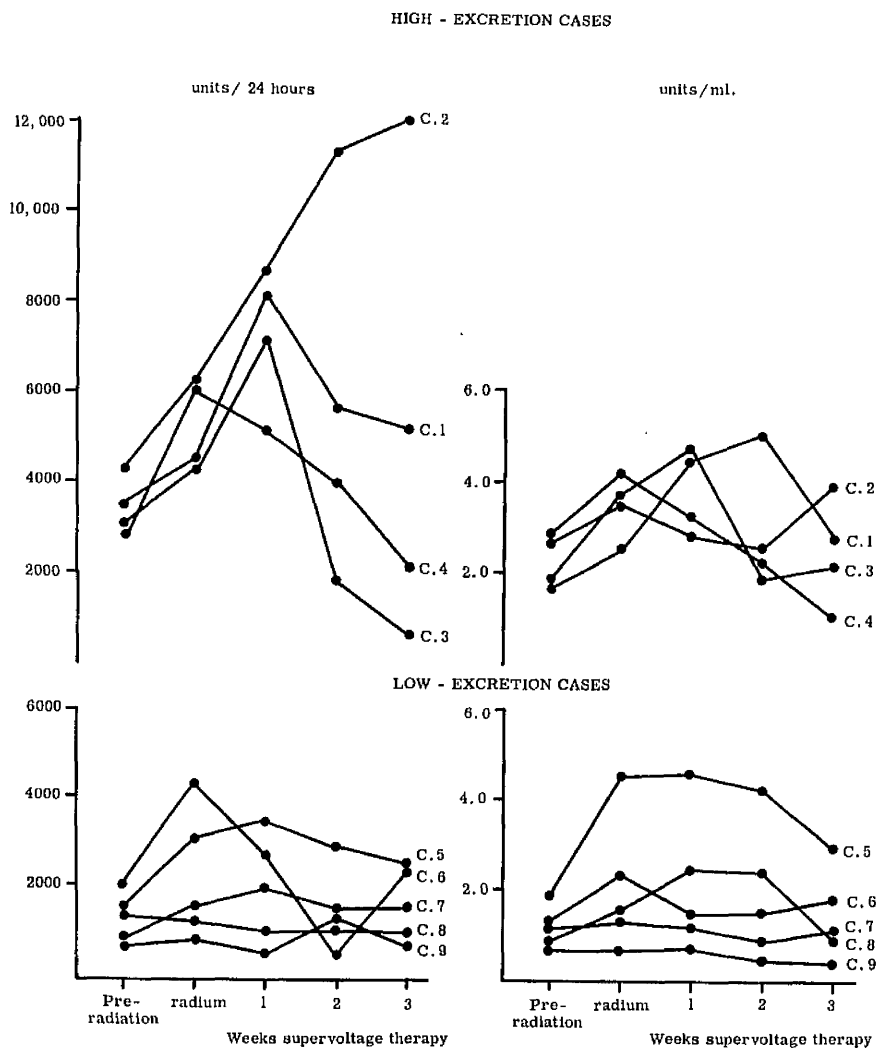 HIGH - EXCRETION CASES
units/ 24 hours
12,000
10,000
8000
6000
4000
2000
C.2
C.1
C.4
C.3
units/ml.
6.0
4.0
2.0
C.2
C.1
C.3
C.4
LOW - EXCRETION CASES
6000
4000
2000
C.5
C.6
C.7
C.8
C.9
Pre-
radiation
radium
1
2
3
Weeks supervoltage therapy
6.0
4.0
2.0
C.5
C.6
C.7
C.8
C.9
Pre-
radiation
radium
1
2
3
Weeks supervoltage therapy